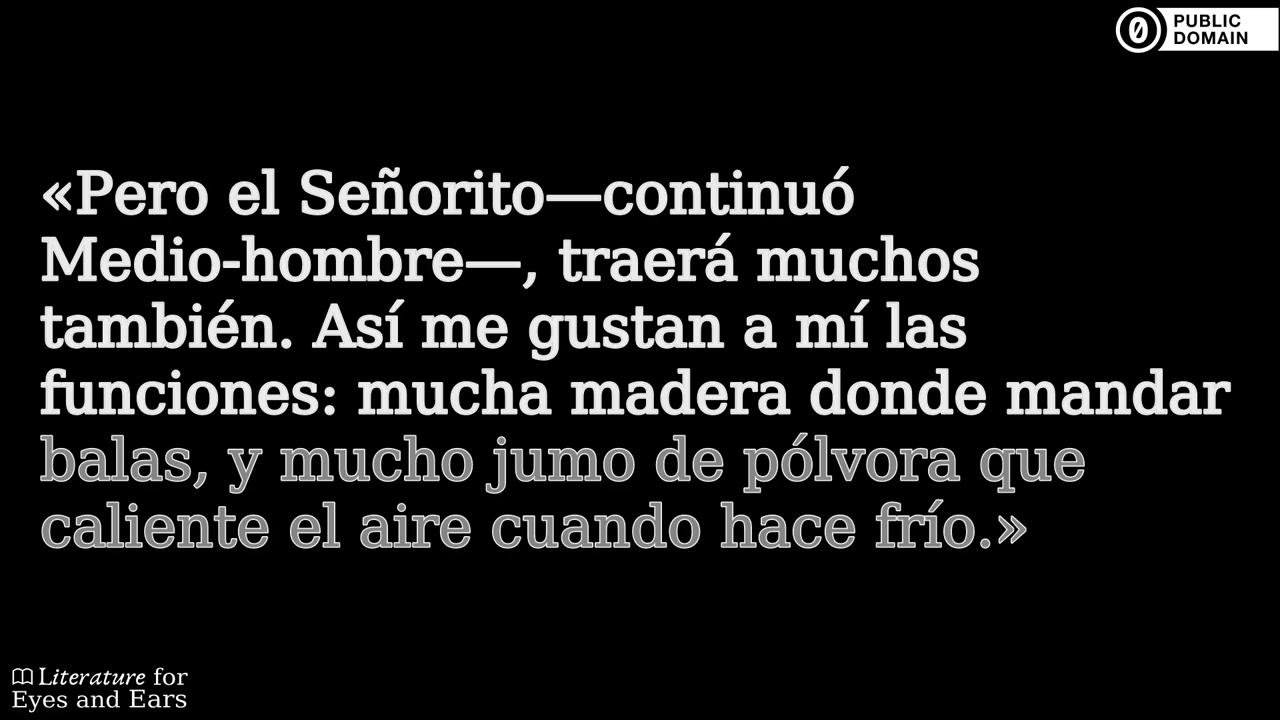 PUBLIC
DOMAIN
«Pero el Señorito—continuó
Medio-hombre—, traerá muchos
también. Así me gustan a mí las
funciones: mucha madera donde mandar
balas, y mucho jumo de pólvora que
caliente el aire cuando hace frío.»
Literature for
Eyes and Ears